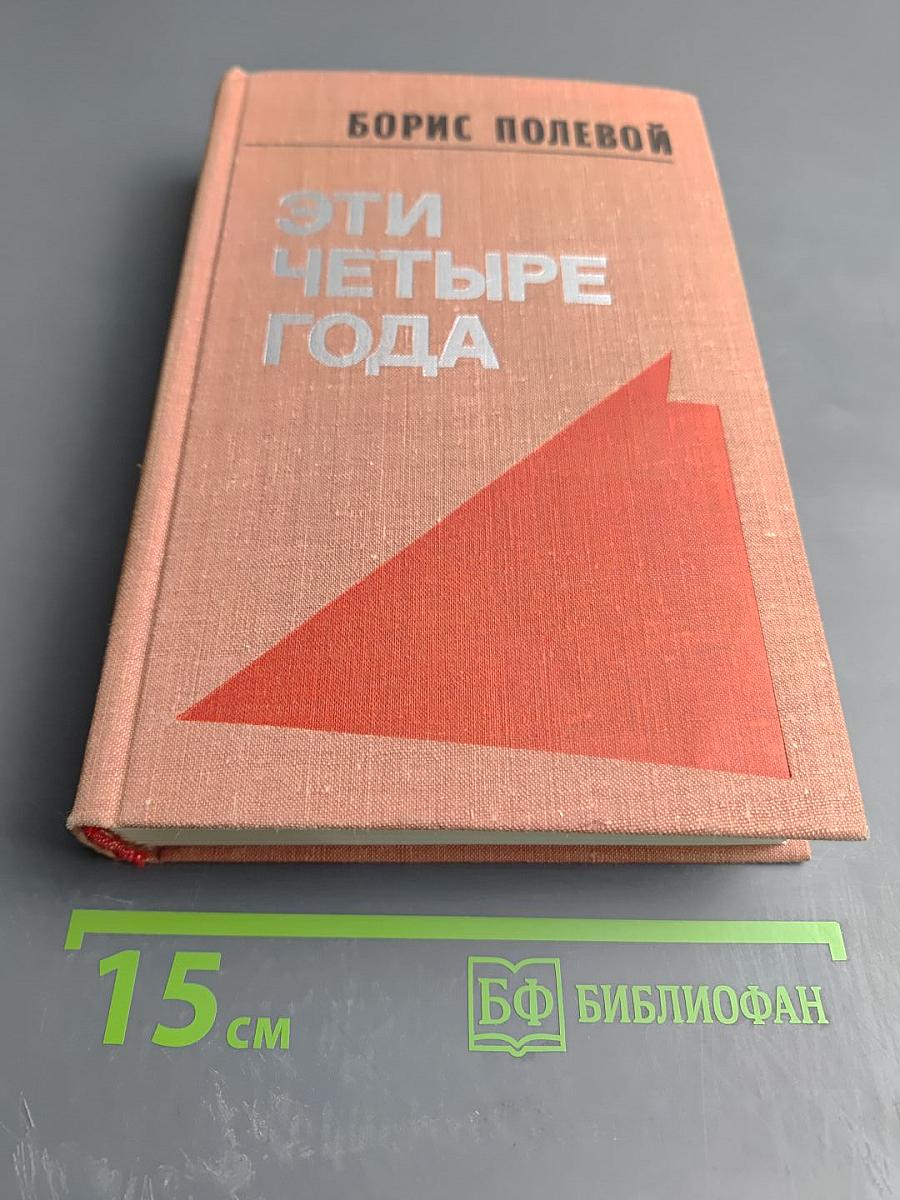 БОРИС ПОЛЕВОЙ
ЭТИ
ЧЕТЫРЕ
ГОДА
15 см
БФ БИБЛИОФАН